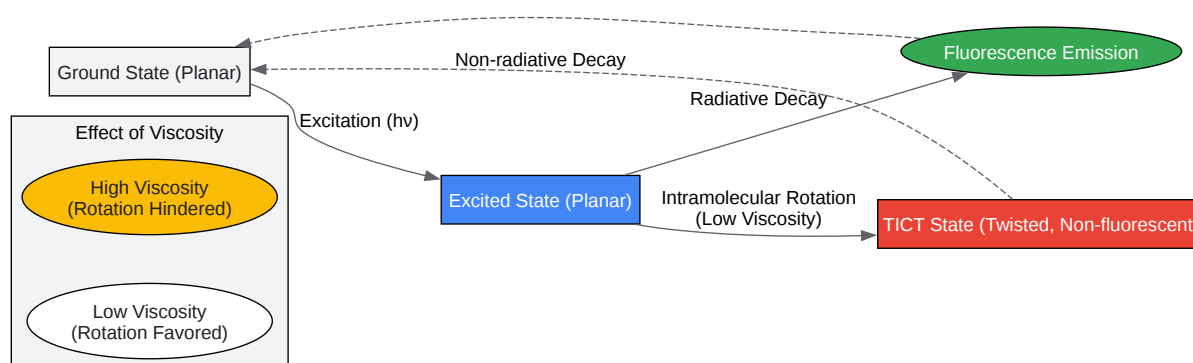 Fluorescence Emission
Ground State (Planar)
Non-radiative Decay
Radiative Decay
Excitation (hν)
Effect of Viscosity
High Viscosity
(Rotation Hindered)
Excited State (Planar)
Intramolecular Rotation
(Low Viscosity)
TICT State (Twisted, Non-fluorescent
Low Viscosity
(Rotation Favored)